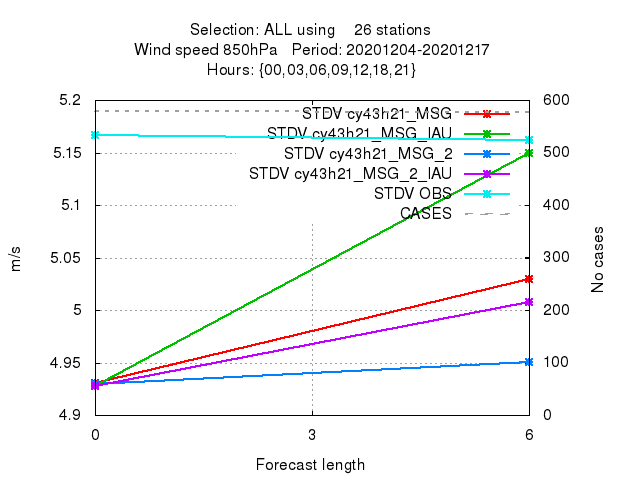 Selection: ALL using 26 stations
Wind speed 850hPa Period: 20201204-20201217
Hours: {00,03,06,09,12,18,21}
5.2
5.15
5.1
5.05
5
4.95
4.9
600
500
400
300
200
100
0
STDV cy43h21_MSG
STDV cy43h21_MSG_IAU
STDV cy43h21_MSG_2
STDV cy43h21_MSG_2_IAU
STDV OBS
CASES
m/s
No cases
0 3 6
Forecast length